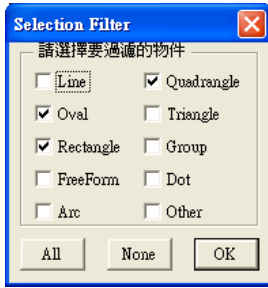 Selection Filter
請選擇要過濾的物件
Line Quadrangle
Oval Triangle
Rectangle Group
FreeForm Dot
Arc Other
All None OK